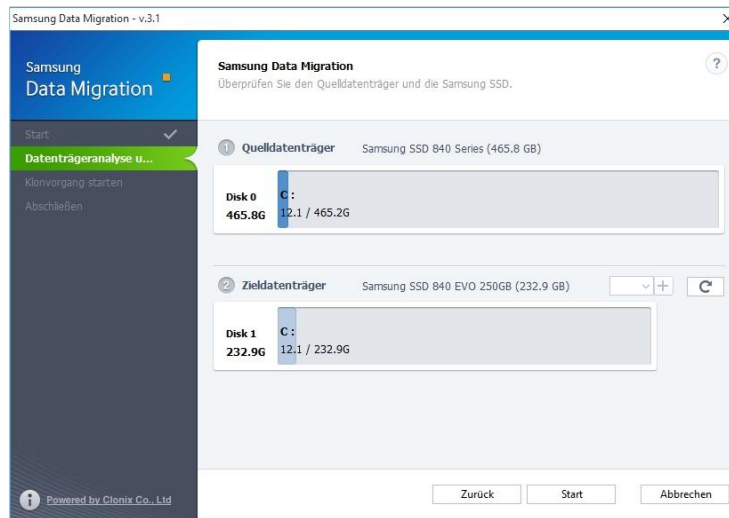 Samsung Data Migration - v.3.1
Samsung
Data Migration
Start
Datenträgeranalyse u...
Klonvorgang starten
Abschließen
Powered by Clonix Co., Ltd
Samsung Data Migration
Überprüfen Sie den Quelldatenträger und die Samsung SSD.
?
1 Quelldatenträger Samsung SSD 840 Series (465.8 GB)
Disk 0
465.8G
C :
12.1 / 465.2G
2 Zieldatenträger Samsung SSD 840 EVO 250GB (232.9 GB)
Disk 1
232.9G
C :
12.1 / 232.9G
Zurück Start Abbrechen